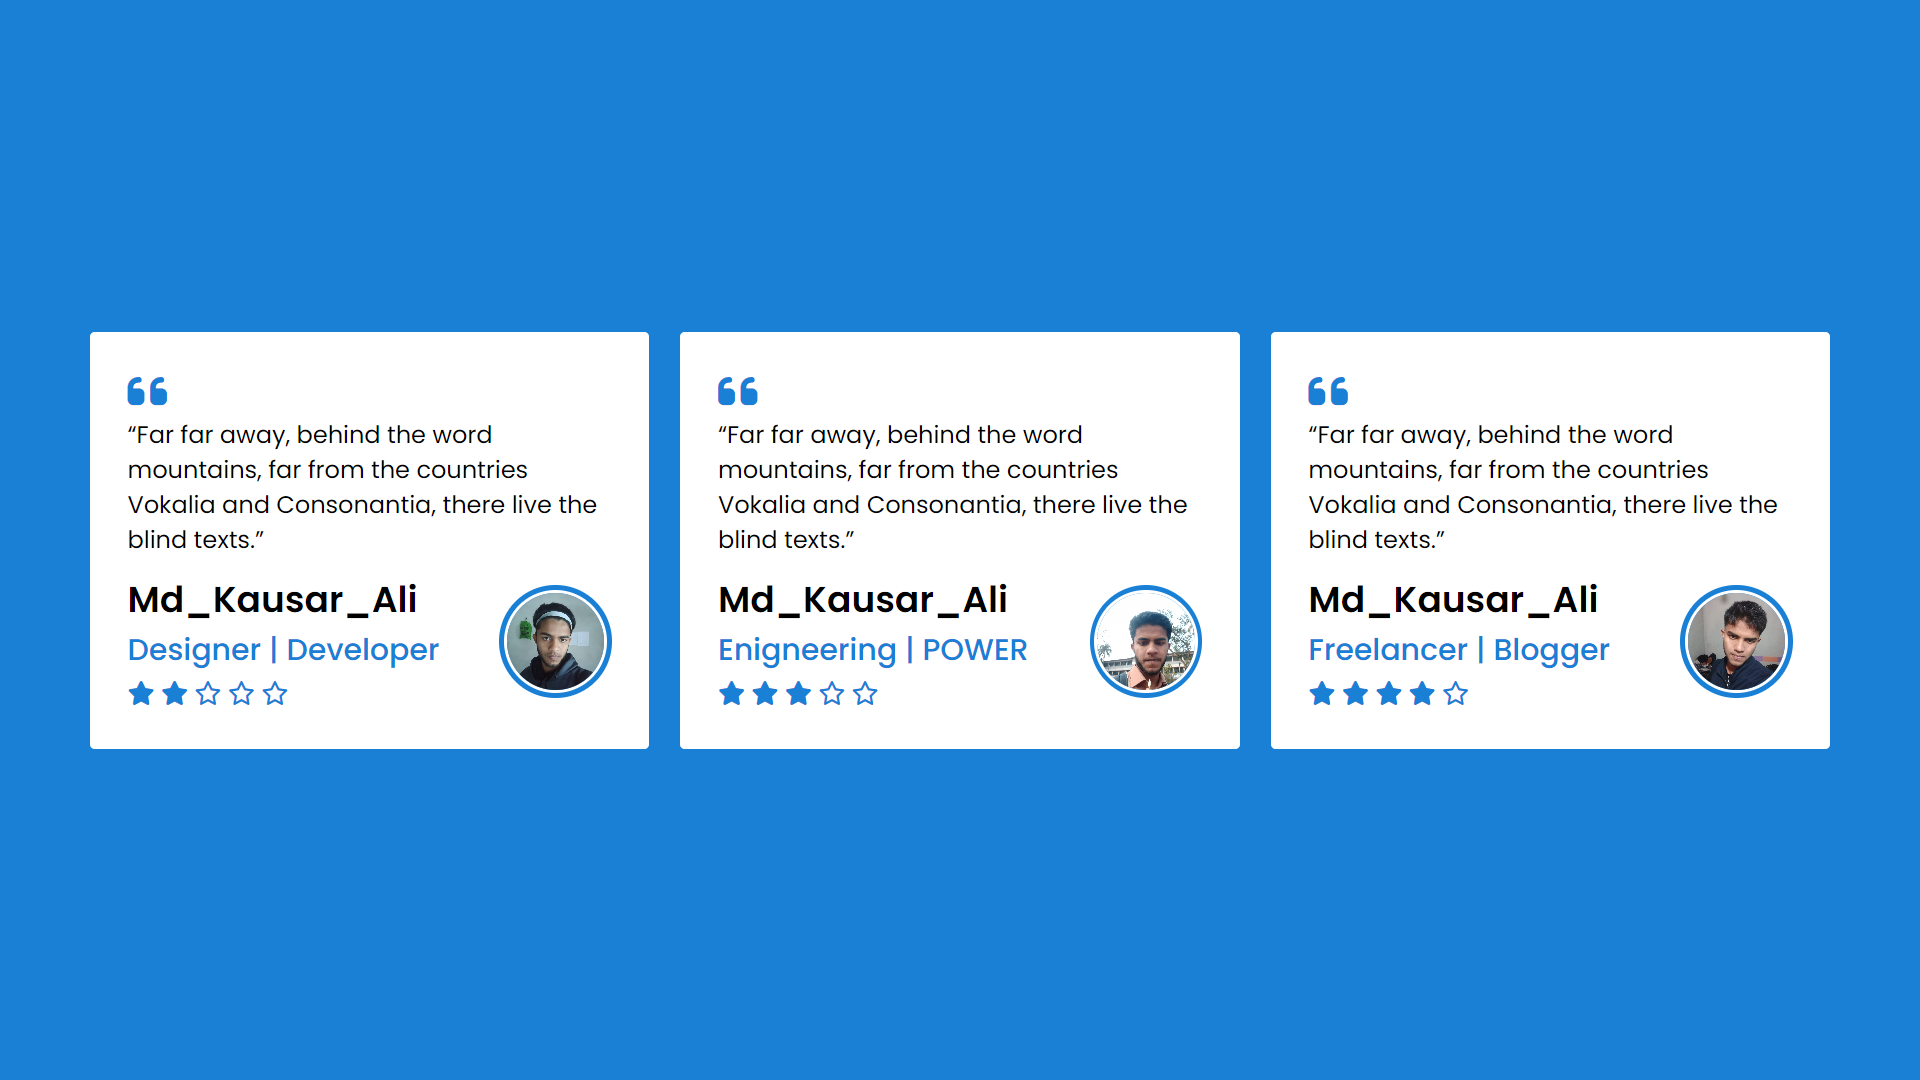 “Far far away, behind the word
mountains, far from the countries
Vokalia and Consonantia, there live the
blind texts.”
Md_Kausar_Ali
Designer | Developer
“Far far away, behind the word
mountains, far from the countries
Vokalia and Consonantia, there live the
blind texts.”
Md_Kausar_Ali
Enigneering | POWER
“Far far away, behind the word
mountains, far from the countries
Vokalia and Consonantia, there live the
blind texts.”
Md_Kausar_Ali
Freelancer | Blogger